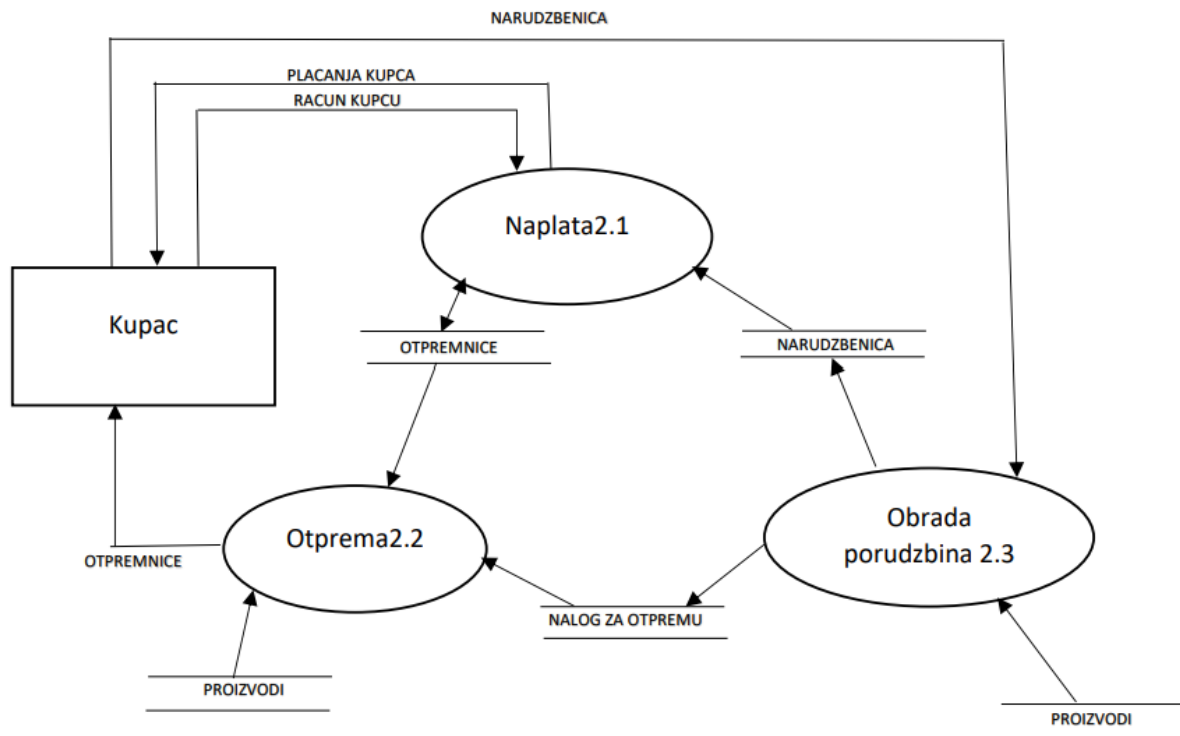 NARUDZBENICA
PLACANJA KUPCA
RACUN KUPCU
Naplata2.1
Kupac
OTPREMNICE
NARUDZBENICA
Otprema2.2
Obrada
porudzbina 2.3
OTPREMNICE
NALOG ZA OTPREMU
PROIZVODI
PROIZVODI